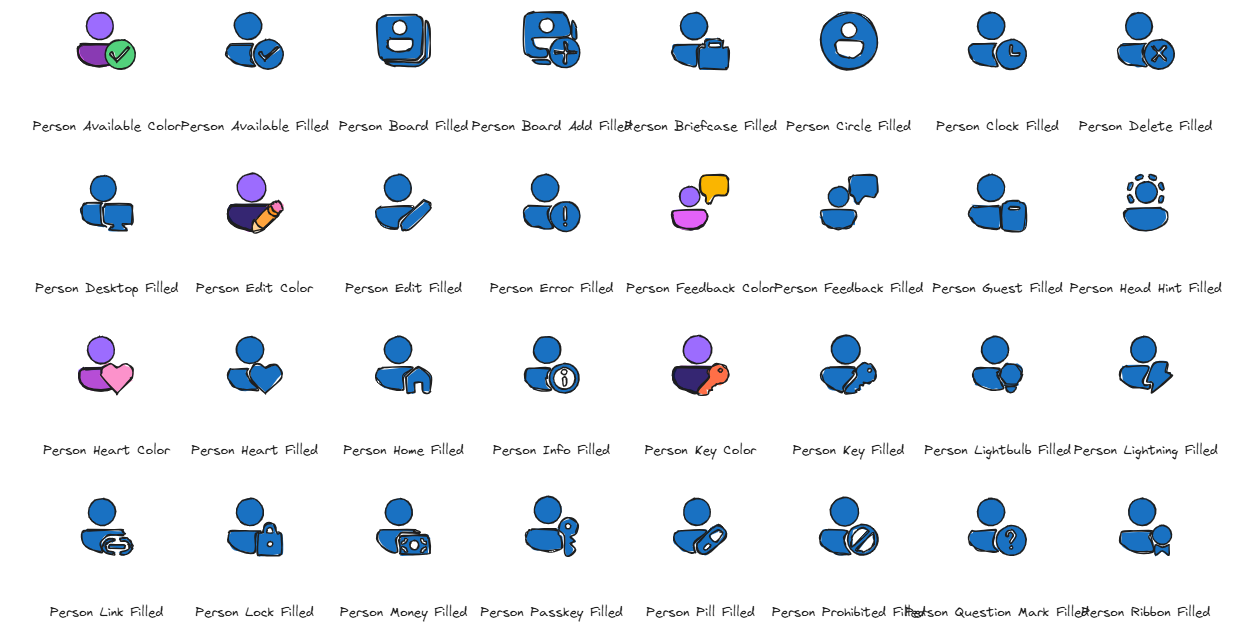 Person Available Color Person Available Filled Person Board Filled Person Board Add Filled Person Briefcase Filled Person Circle Filled Person Clock Filled Person Delete Filled
Person Desktop Filled Person Edit Color Person Edit Filled Person Error Filled Person Feedback Color Person Feedback Filled Person Guest Filled Person Head Hint Filled
Person Heart Color Person Heart Filled Person Home Filled Person Info Filled Person Key Color Person Key Filled Person Lightbulb Filled Person Lightning Filled
Person Link Filled Person Lock Filled Person Money Filled Person Passkey Filled Person Pill Filled Person Prohibited Filled Person Question Mark Filled Person Ribbon Filled